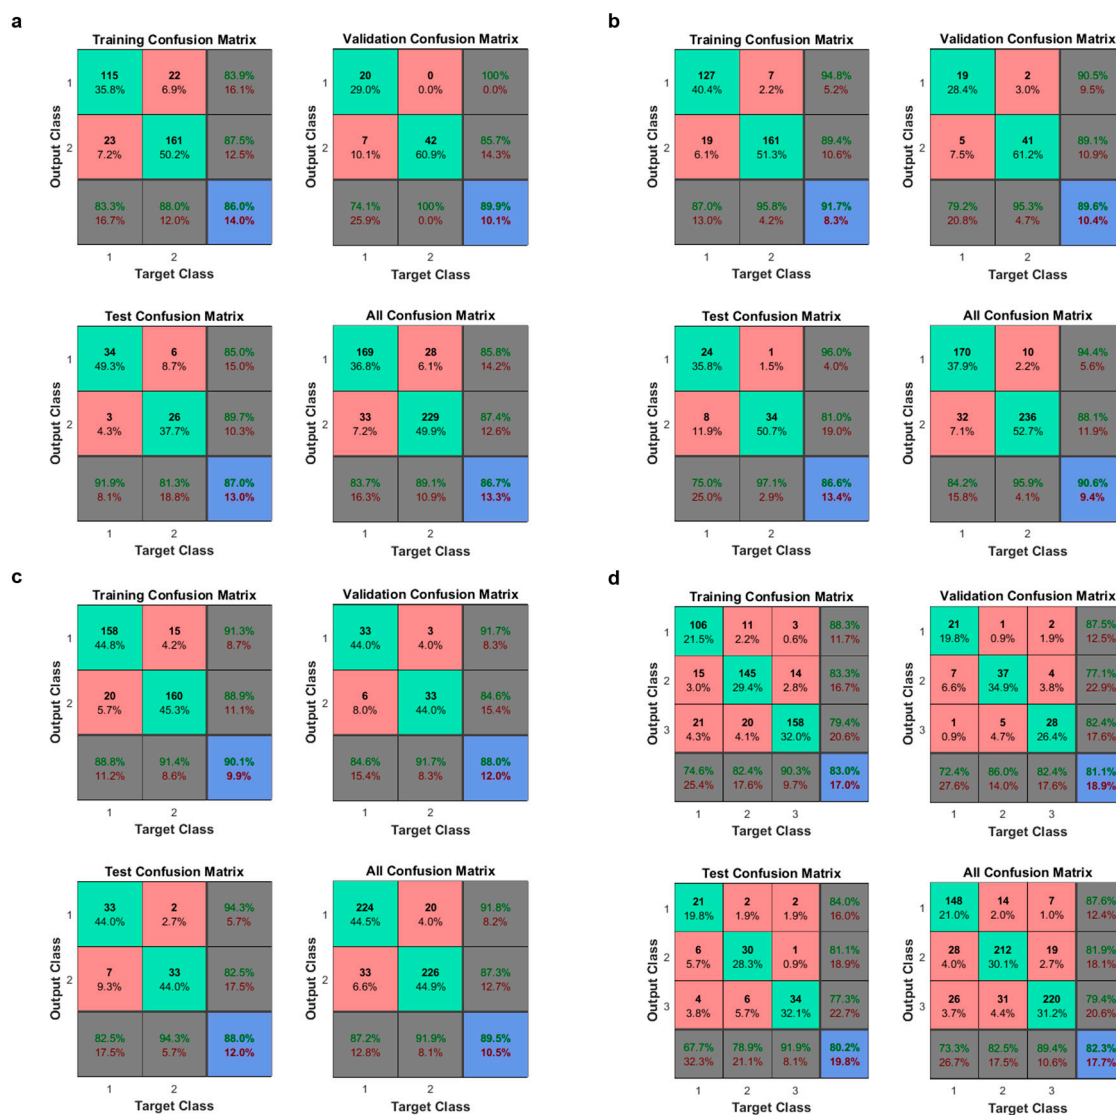 a
Training Confusion Matrix
Output Class
1
115 22 83.9%
35.8% 6.9% 16.1%
2
23 161 87.5%
7.2% 50.2% 12.5%
83.3% 88.0% 86.0%
16.7% 12.0% 14.0%
1 2
Target Class
Validation Confusion Matrix
Output Class
1
20 0 100%
29.0% 0.0% 0.0%
2
7 42 85.7%
10.1% 60.9% 14.3%
74.1% 100% 89.9%
25.9% 0.0% 10.1%
1 2
Target Class
Test Confusion Matrix
Output Class
1
34 6 85.0%
49.3% 8.7% 15.0%
2
3 26 89.7%
4.3% 37.7% 10.3%
91.9% 81.3% 87.0%
8.1% 18.8% 13.0%
1 2
Target Class
All Confusion Matrix
Output Class
1
169 28 85.8%
36.8% 6.1% 14.2%
2
33 229 87.4%
7.2% 49.9% 12.6%
83.7% 89.1% 86.7%
16.3% 10.9% 13.3%
1 2
Target Class
b
Training Confusion Matrix
Output Class
1
127 7 94.8%
40.4% 2.2% 5.2%
2
19 161 89.4%
6.1% 51.3% 10.6%
87.0% 95.8% 91.7%
13.0% 4.2% 8.3%
1 2
Target Class
Validation Confusion Matrix
Output Class
1
19 2 90.5%
28.4% 3.0% 9.5%
2
5 41 89.1%
7.5% 61.2% 10.9%
79.2% 95.3% 89.6%
20.8% 4.7% 10.4%
1 2
Target Class
Test Confusion Matrix
Output Class
1
24 1 96.0%
35.8% 1.5% 4.0%
2
8 34 81.0%
11.9% 50.7% 19.0%
75.0% 97.1% 86.6%
25.0% 2.9% 13.4%
1 2
Target Class
All Confusion Matrix
Output Class
1
170 10 94.4%
37.9% 2.2% 5.6%
2
32 236 88.1%
7.1% 52.7% 11.9%
84.2% 95.9% 90.6%
15.8% 4.1% 9.4%
1 2
Target Class
c
Training Confusion Matrix
Output Class
1
158 15 91.3%
44.8% 4.2% 8.7%
2
20 160 88.9%
5.7% 45.3% 11.1%
88.8% 91.4% 90.1%
11.2% 8.6% 9.9%
1 2
Target Class
Validation Confusion Matrix
Output Class
1
33 3 91.7%
44.0% 4.0% 8.3%
2
6 33 84.6%
8.0% 44.0% 15.4%
84.6% 91.7% 88.0%
15.4% 8.3% 12.0%
1 2
Target Class
Test Confusion Matrix
Output Class
1
33 2 94.3%
44.0% 2.7% 5.7%
2
7 33 82.5%
9.3% 44.0% 17.5%
82.5% 94.3% 88.0%
17.5% 5.7% 12.0%
1 2
Target Class
All Confusion Matrix
Output Class
1
224 20 91.8%
44.5% 4.0% 8.2%
2
33 226 87.3%
6.6% 44.9% 12.7%
87.2% 91.9% 89.5%
12.8% 8.1% 10.5%
1 2
Target Class
d
Training Confusion Matrix
Output Class
1
106 11 3 88.3%
21.5% 2.2% 0.6% 11.7%
2
15 145 14 83.3%
3.0% 29.4% 2.8% 16.7%
3
21 20 158 79.4%
4.3% 4.1% 32.0% 20.6%
74.6% 82.4% 90.3% 83.0%
25.4% 17.6% 9.7% 17.0%
1 2 3
Target Class
Validation Confusion Matrix
Output Class
1
21 1 2 87.5%
19.8% 0.9% 1.9% 12.5%
2
7 37 4 77.1%
6.6% 34.9% 3.8% 22.9%
3
1 5 28 82.4%
0.9% 4.7% 26.4% 17.6%
72.4% 86.0% 82.4% 81.1%
27.6% 14.0% 17.6% 18.9%
1 2 3
Target Class
Test Confusion Matrix
Output Class
1
21 2 2 84.0%
19.8% 1.9% 1.9% 16.0%
2
6 30 1 81.1%
5.7% 28.3% 0.9% 18.9%
3
4 6 34 77.3%
3.8% 5.7% 32.1% 22.7%
67.7% 78.9% 91.9% 80.2%
32.3% 21.1% 8.1% 19.8%
1 2 3
Target Class
All Confusion Matrix
Output Class
1
148 14 7 87.6%
21.0% 2.0% 1.0% 12.4%
2
28 212 19 81.9%
4.0% 30.1% 2.7% 18.1%
3
26 31 220 79.4%
3.7% 4.4% 31.2% 20.6%
73.3% 82.5% 89.4% 82.3%
26.7% 17.5% 10.6% 17.7%
1 2 3
Target Class